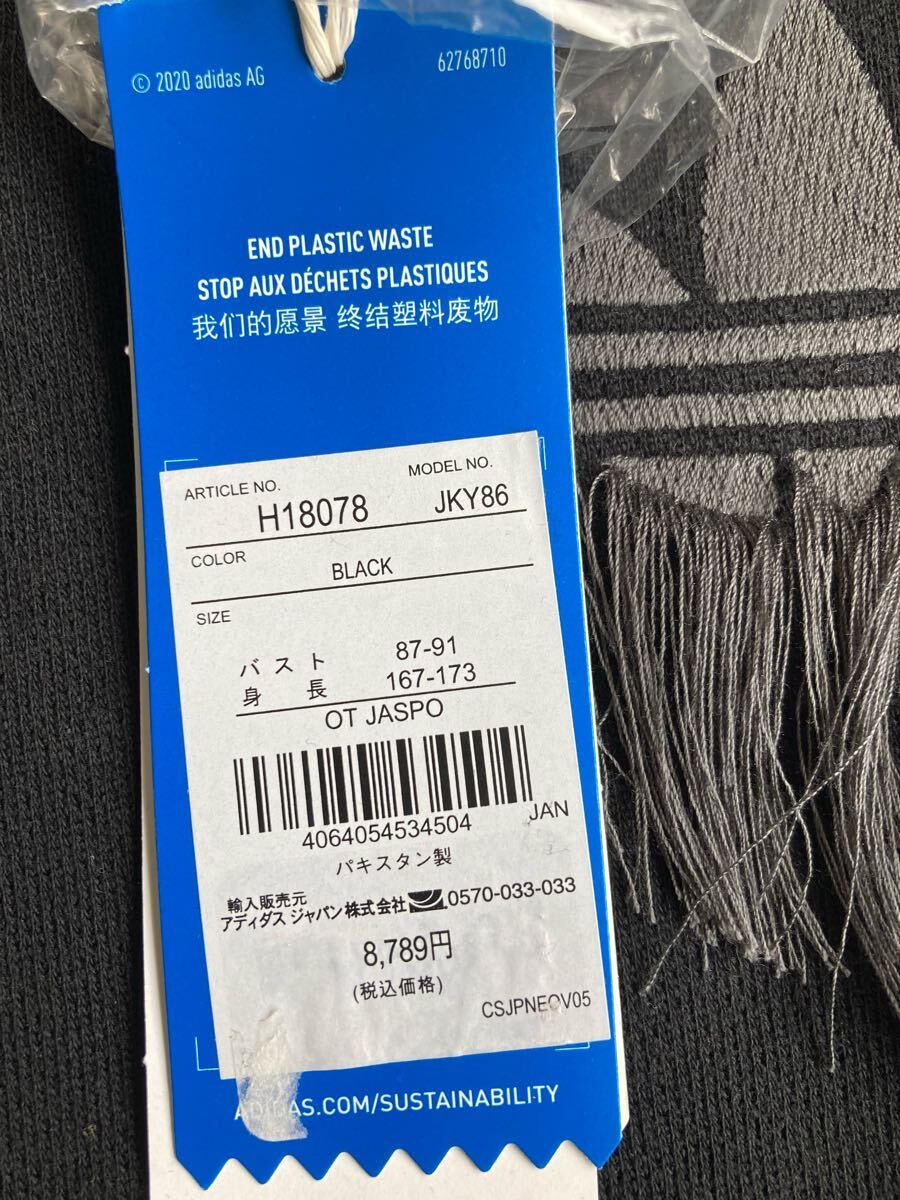 © 2020 adidas AG
62768710
END PLASTIC WASTE
STOP AUX DÉCHETS PLASTIQUES
我们的愿景 终结塑料废物
ARTICLE NO.
MODEL NO.
H18078
JKY86
COLOR
BLACK
SIZE
バスト 87-91
身長 167-173
OT JASPO
4064054534504
JAN
パキスタン製
輸入販売元
アディダス ジャパン株式会社 0570-033-033
8,789円
(税込価格)
CSJPNEOV05
ADIDAS.COM/SUSTAINABILITY